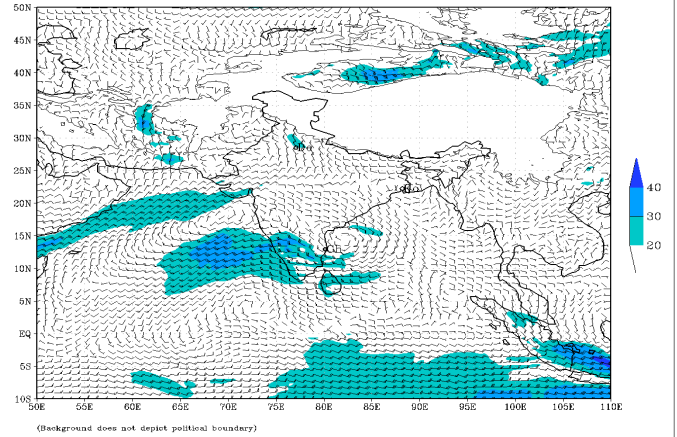 50N
45N
40N
35N
30N
25N
20N
15N
10N
5N
EQ
5S
10S
50E 55E 60E 65E 70E 75E 80E 85E 90E 95E 100E 105E 110E
40
30
20
(Background does not depict political boundary)